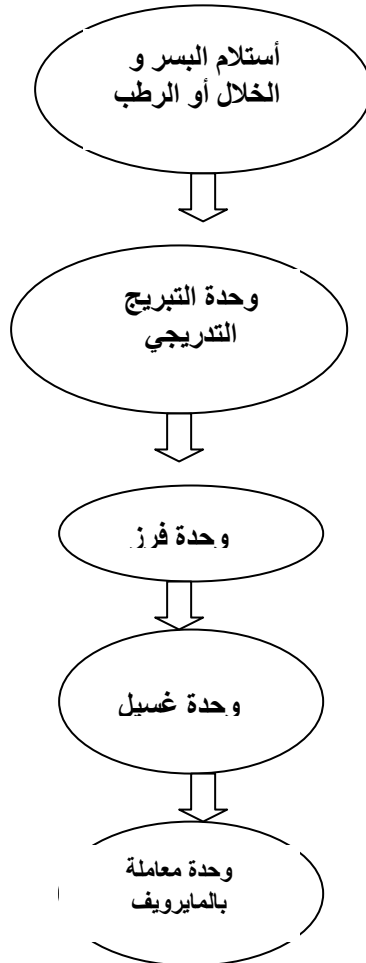 أستلام البسر و
الخلال أو الرطب
وحدة التبريج
التدريجي
وحدة فرز
وحدة غسيل
وحدة معاملة
بالمايرويف